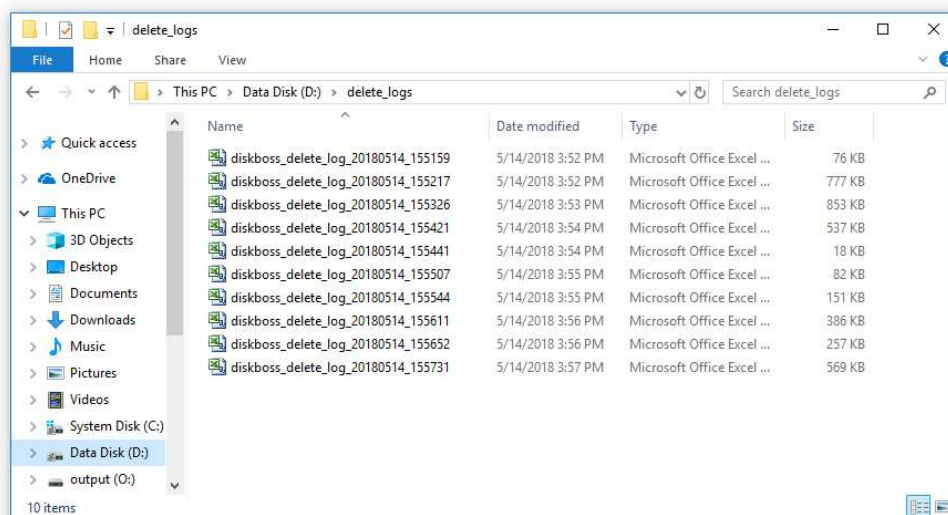 delete_logs
File Home Share View
This PC > Data Disk (D:) > delete_logs Search delete_logs
Name Date modified Type Size
Quick access
OneDrive
This PC
3D Objects
Desktop
Documents
Downloads
Music
Pictures
Videos
System Disk (C:)
Data Disk (D:)
output (O:)
diskboss_delete_log_20180514_155159 5/14/2018 3:52 PM Microsoft Office Excel ... 76 KB
diskboss_delete_log_20180514_155217 5/14/2018 3:52 PM Microsoft Office Excel ... 777 KB
diskboss_delete_log_20180514_155326 5/14/2018 3:53 PM Microsoft Office Excel ... 853 KB
diskboss_delete_log_20180514_155421 5/14/2018 3:54 PM Microsoft Office Excel ... 537 KB
diskboss_delete_log_20180514_155441 5/14/2018 3:54 PM Microsoft Office Excel ... 18 KB
diskboss_delete_log_20180514_155507 5/14/2018 3:55 PM Microsoft Office Excel ... 82 KB
diskboss_delete_log_20180514_155544 5/14/2018 3:55 PM Microsoft Office Excel ... 151 KB
diskboss_delete_log_20180514_155611 5/14/2018 3:56 PM Microsoft Office Excel ... 386 KB
diskboss_delete_log_20180514_155652 5/14/2018 3:56 PM Microsoft Office Excel ... 257 KB
diskboss_delete_log_20180514_155731 5/14/2018 3:57 PM Microsoft Office Excel ... 569 KB
10 items